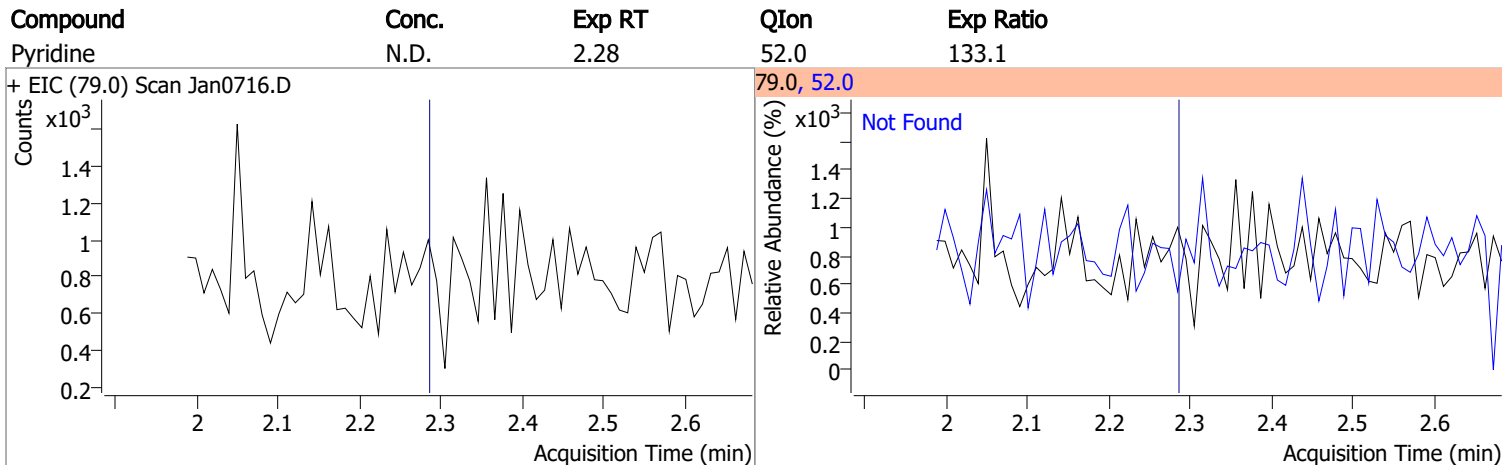 Compound Conc. Exp RT QIon Exp Ratio
Pyridine N.D. 2.28 52.0 133.1
+ EIC (79.0) Scan Jan0716.D
Counts
x10³
1.4
1.2
1
0.8
0.6
0.4
0.2
2 2.1 2.2 2.3 2.4 2.5 2.6
Acquisition Time (min)
79.0, 52.0
Relative Abundance (%)
x10³
Not Found
1.4
1.2
1
0.8
0.6
0.4
0.2
0
2 2.1 2.2 2.3 2.4 2.5 2.6
Acquisition Time (min)